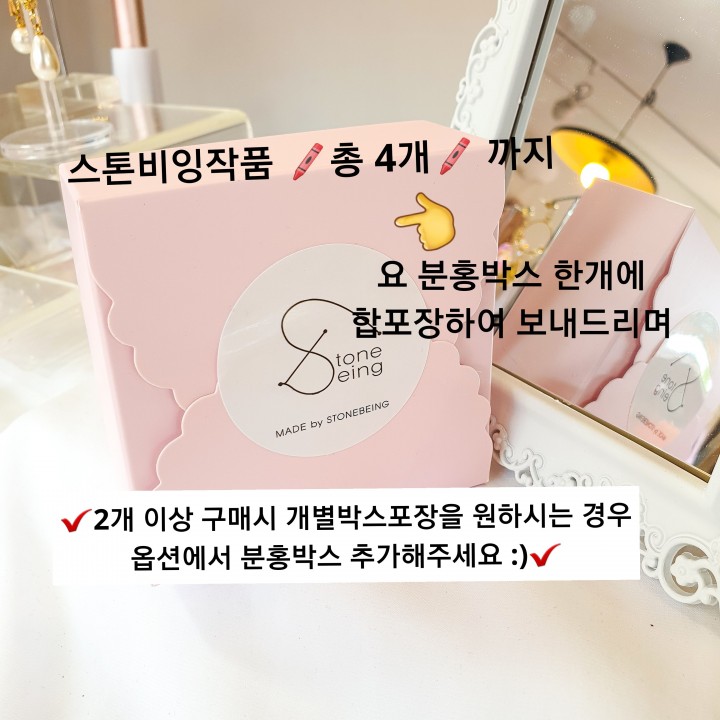 스톤비잉작품 🖍️총 4개🖍️ 까지
👈
요 분홍박스 한개에
합포장하여 보내드리며
Stone
Being
MADE by STONEBEING
✔️2개 이상 구매시 개별박스포장을 원하시는 경우
옵션에서 분홍박스 추가해주세요 :)✔️